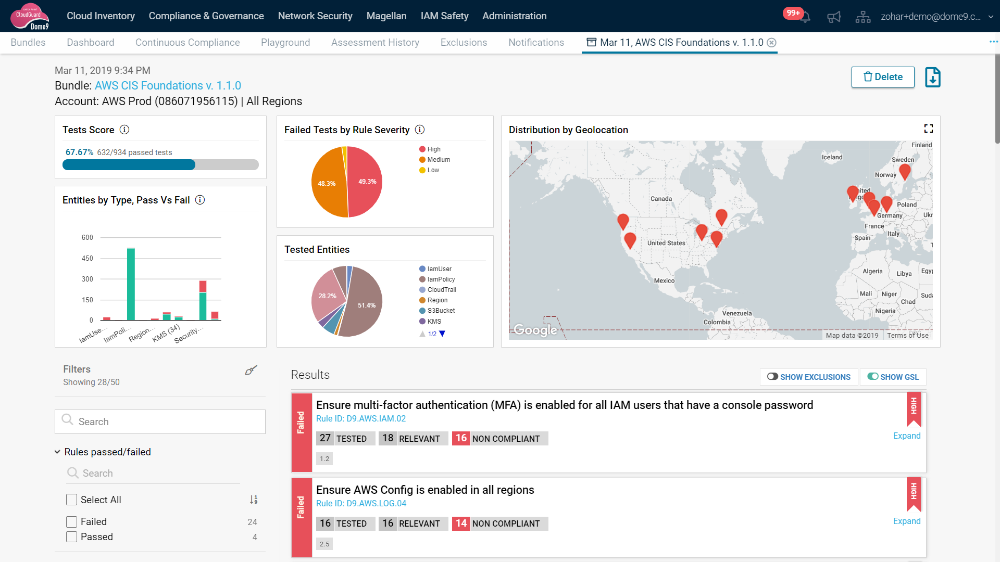 CHECK POINT
CloudGuard
Dome9
Cloud Inventory
Compliance & Governance
Network Security
Magellan
IAM Safety
Administration
99+
zohar+demo@dome9.c...
Bundles
Dashboard
Continuous Compliance
Playground
Assessment History
Exclusions
Notifications
Mar 11, AWS CIS Foundations v. 1.1.0
Mar 11, 2019 9:34 PM
Bundle: AWS CIS Foundations v. 1.1.0
Account: AWS Prod (086071956115) | All Regions
Delete
Tests Score
67.67% 632/934 passed tests
Entities by Type, Pass Vs Fail
600
450
300
150
0
IamUse...
IamPoli...
Region...
KMS (34)
Security...
Failed Tests by Rule Severity
48.3%
49.3%
High
Medium
Low
Tested Entities
28.2%
51.4%
IamUser
IamPolicy
CloudTrail
Region
S3Bucket
KMS
1/2
Distribution by Geolocation
Finland
Iceland
Sweden
Norway
Canada
Poland
Germany
Ukr
France
Italy
Spain
United States
Algeria
Libya
Egyp
Mexico
Mali
Niger
Suda
Chad
Nigeria
Venezuela
Colombia
Google
Map data ©2019
Terms of Use
Filters
Showing 28/50
Search
Rules passed/failed
Search
Select All
Failed 24
Passed 4
Results
SHOW EXCLUSIONS
SHOW GSL
Failed
Ensure multi-factor authentication (MFA) is enabled for all IAM users that have a console password
HIGH
Rule ID: D9.AWS.IAM.02
27 TESTED 18 RELEVANT 16 NON COMPLIANT
Expand
1.2
Failed
Ensure AWS Config is enabled in all regions
HIGH
Rule ID: D9.AWS.LOG.04
16 TESTED 16 RELEVANT 14 NON COMPLIANT
Expand
2.5